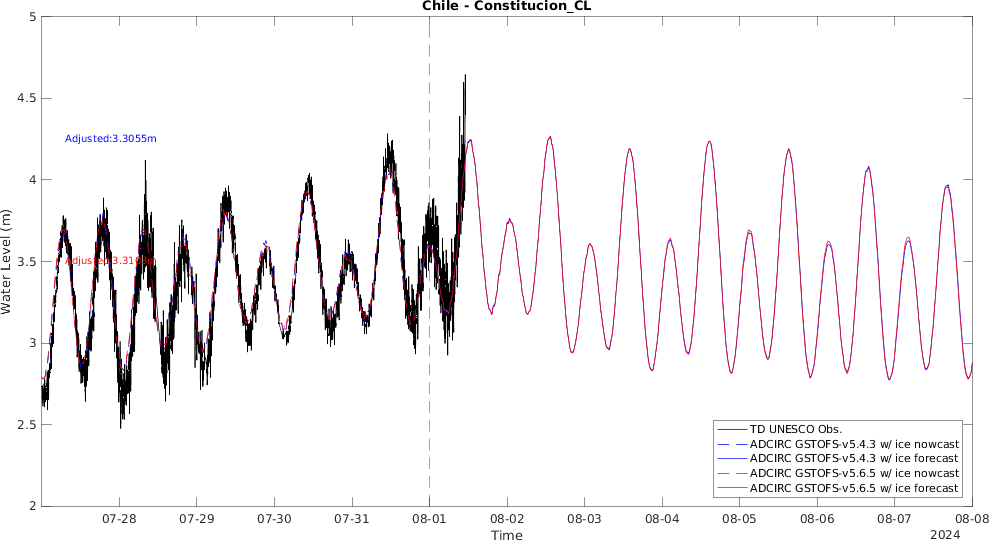 Chile - Constitucion_CL
5
4.5
4
3.5
3
2.5
2
Water Level (m)
Adjusted:3.3055m
TD UNESCO Obs.
ADCIRC GSTOFS-v5.4.3 w/ ice nowcast
ADCIRC GSTOFS-v5.4.3 w/ ice forecast
ADCIRC GSTOFS-v5.6.5 w/ ice nowcast
ADCIRC GSTOFS-v5.6.5 w/ ice forecast
07-28
07-29
07-30
07-31
08-01
08-02
08-03
08-04
08-05
08-06
08-07
08-08
Time
2024